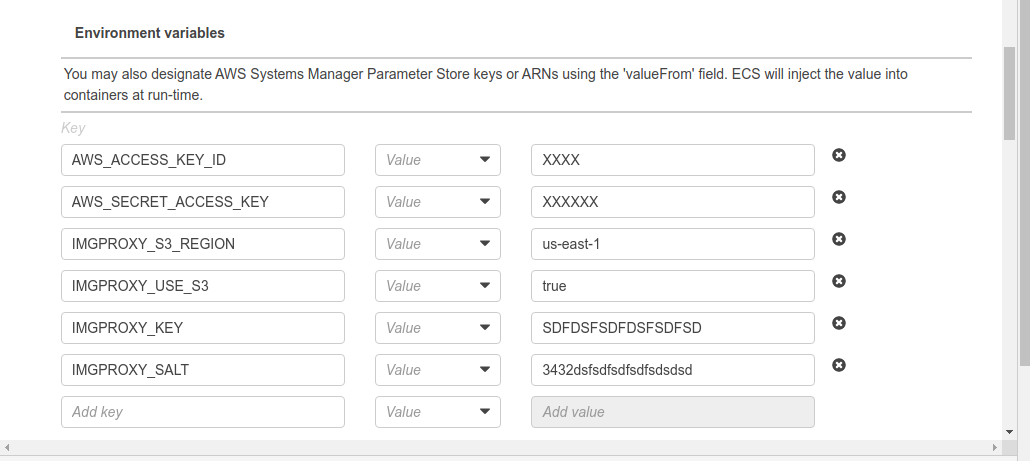 Environment variables
You may also designate AWS Systems Manager Parameter Store keys or ARNs using the 'valueFrom' field. ECS will inject the value into
containers at run-time.
Key
AWS_ACCESS_KEY_ID Value XXXX
AWS_SECRET_ACCESS_KEY Value XXXXXX
IMGPROXY_S3_REGION Value us-east-1
IMGPROXY_USE_S3 Value true
IMGPROXY_KEY Value SDFDSFSDFDSFSDFSD
IMGPROXY_SALT Value 3432dsfsdfsdfsdfsdsdsd
Add key Value Add value